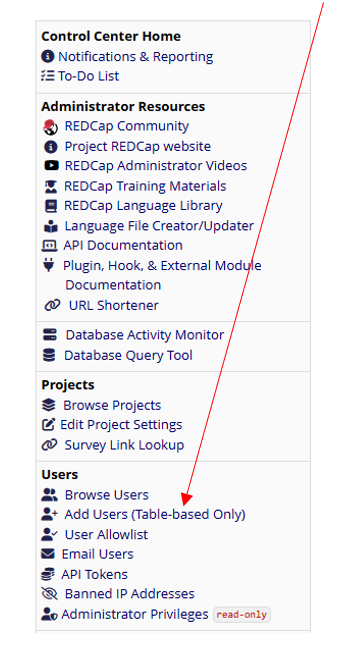 Control Center Home
Notifications & Reporting
To-Do List
Administrator Resources
REDCap Community
Project REDCap website
REDCap Administrator Videos
REDCap Training Materials
REDCap Language Library
Language File Creator/Updater
API Documentation
Plugin, Hook, & External Module
Documentation
URL Shortener
Database Activity Monitor
Database Query Tool
Projects
Browse Projects
Edit Project Settings
Survey Link Lookup
Users
Browse Users
Add Users (Table-based Only)
User Allowlist
Email Users
API Tokens
Banned IP Addresses
Administrator Privileges read-only